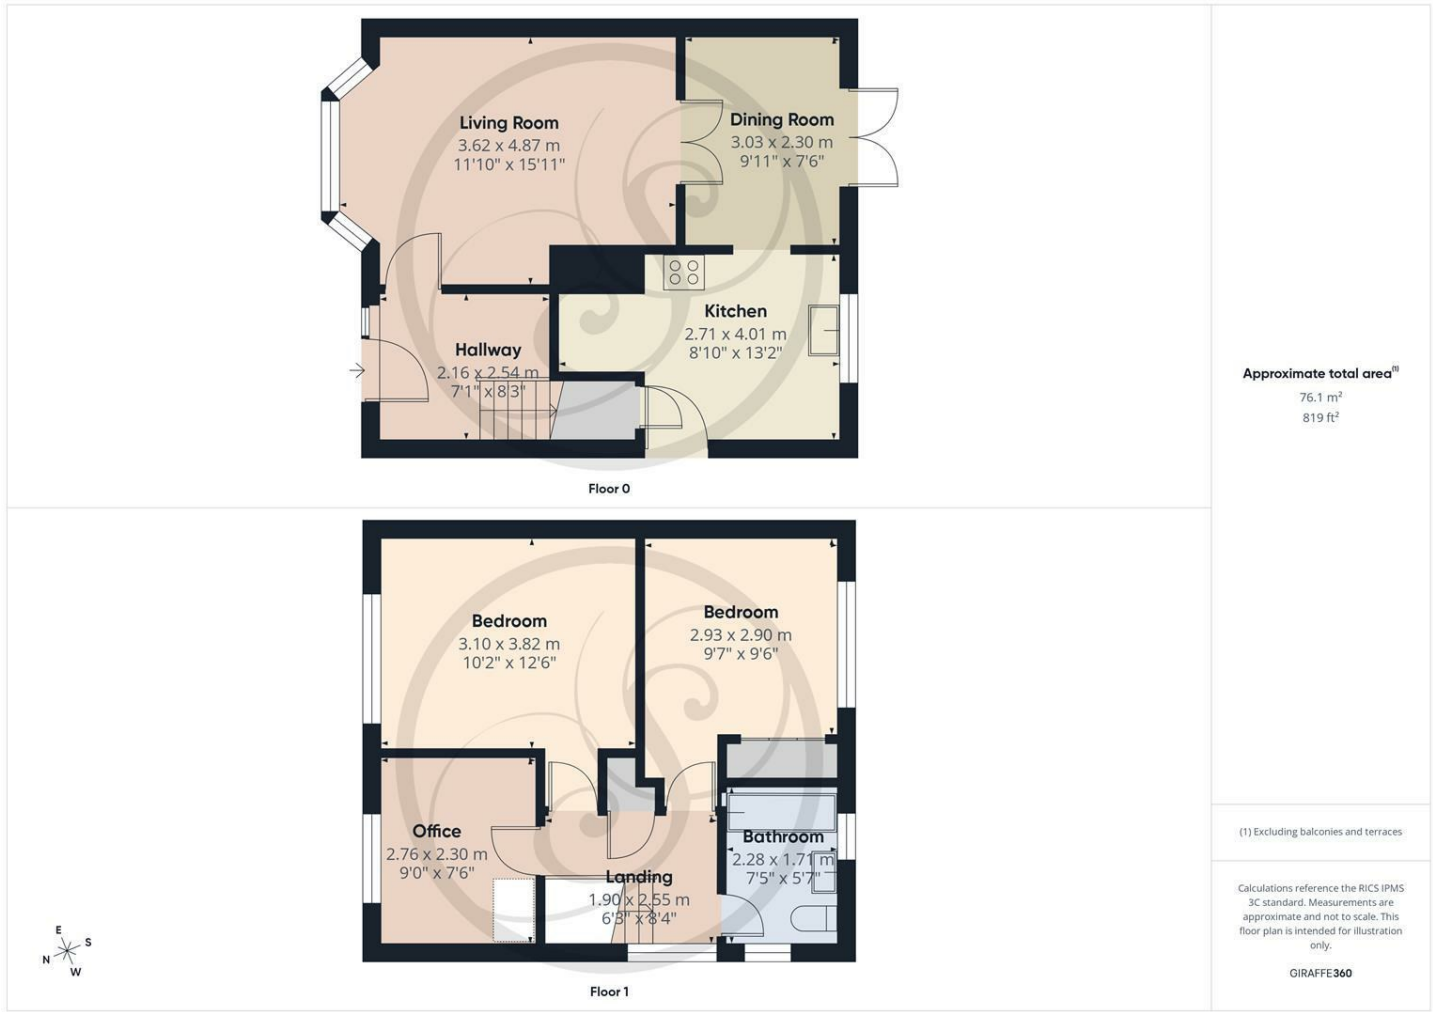 Living Room
3.62 x 4.87 m
11'10" x 15'11"
Dining Room
3.03 x 2.30 m
9'11" x 7'6"
Kitchen
2.71 x 4.01 m
8'10" x 13'2"
Hallway
2.16 x 2.54 m
7'1" x 8'3"
Floor 0
Bedroom
3.10 x 3.82 m
10'2" x 12'6"
Bedroom
2.93 x 2.90 m
9'7" x 9'6"
Office
2.76 x 2.30 m
9'0" x 7'6"
Landing
1.90 x 2.55 m
6'3" x 8'4"
Bathroom
2.28 x 1.71 m
7'5" x 5'7"
Floor 1
E
S
N
W
Approximate total area(1)
76.1 m²
819 ft²
(1) Excluding balconies and terraces
Calculations reference the RICS IPMS
3C standard. Measurements are
approximate and not to scale. This
floor plan is intended for illustration
only.
GIRAFFE360